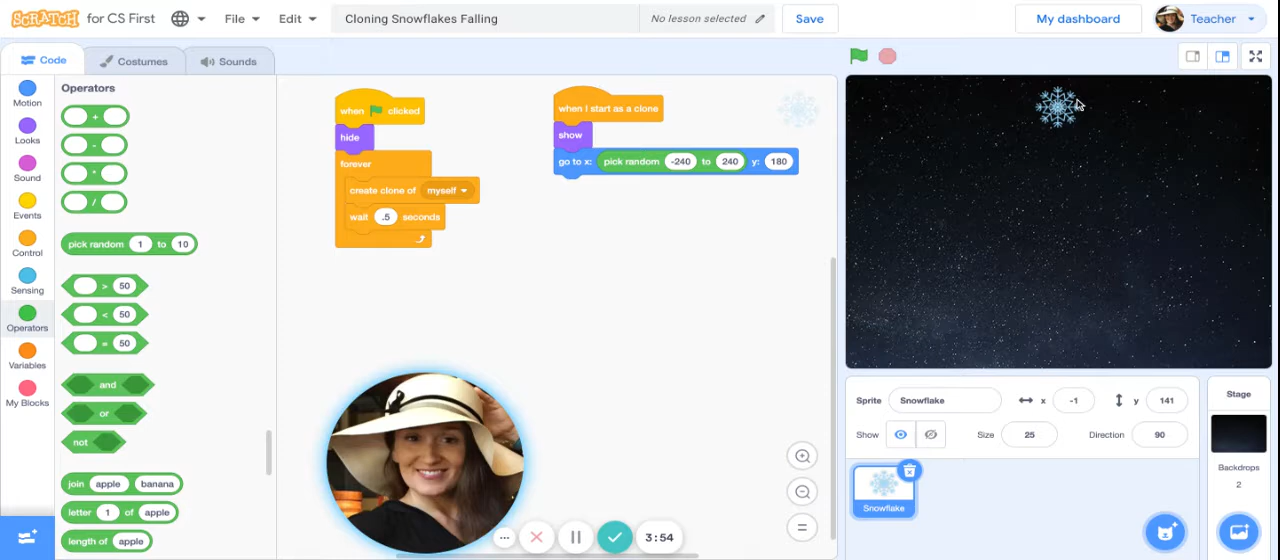 SCRATCH for CS First File Edit Cloning Snowflakes Falling No lesson selected Save My dashboard Teacher
Code Costumes Sounds
Motion
Looks
Sound
Events
Control
Sensing
Operators
Variables
My Blocks
Operators
+
-
*
/
pick random 1 to 10
> 50
< 50
= 50
and
or
not
join apple banana
letter 1 of apple
length of apple
when clicked
hide
forever
create clone of myself
wait .5 seconds
when I start as a clone
show
go to x: pick random -240 to 240 y: 180
3:54
Sprite Snowflake x -1 y 141
Show Size 25 Direction 90
Snowflake
Stage
Backdrops
2